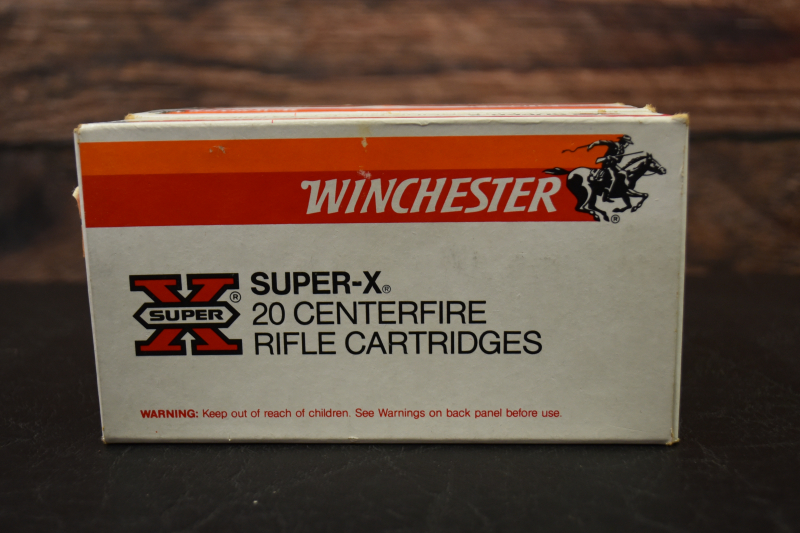 WINCHESTER
®
SUPER
®
SUPER-X®
20 CENTERFIRE
RIFLE CARTRIDGES
WARNING: Keep out of reach of children. See Warnings on back panel before use.